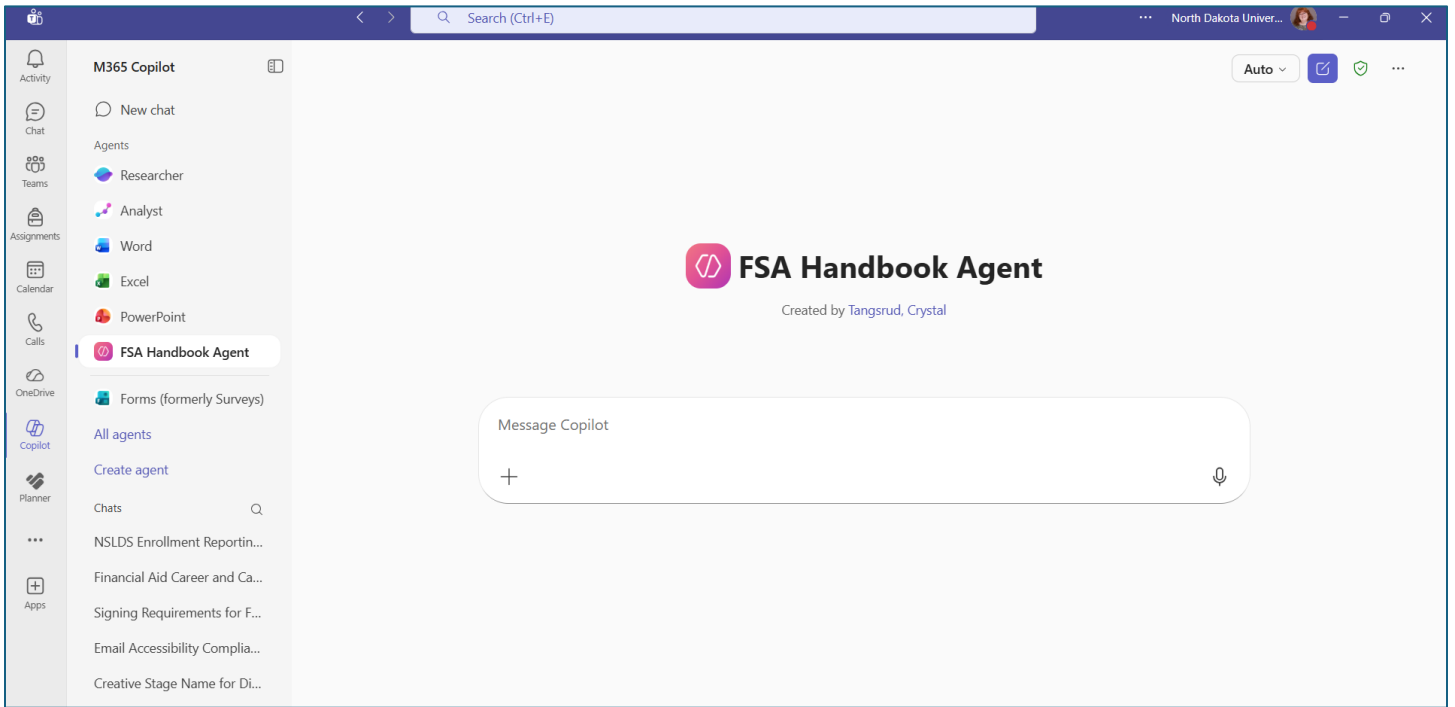 Search (Ctrl+E)
North Dakota Univer...
Activity
Chat
Teams
Assignments
Calendar
Calls
OneDrive
Copilot
Planner
Apps
M365 Copilot
New chat
Agents
Researcher
Analyst
Word
Excel
PowerPoint
FSA Handbook Agent
Forms (formerly Surveys)
All agents
Create agent
Chats
NSLDS Enrollment Reportin...
Financial Aid Career and Ca...
Signing Requirements for F...
Email Accessibility Complia...
Creative Stage Name for Di...
Auto
FSA Handbook Agent
Created by Tangsrud, Crystal
Message Copilot